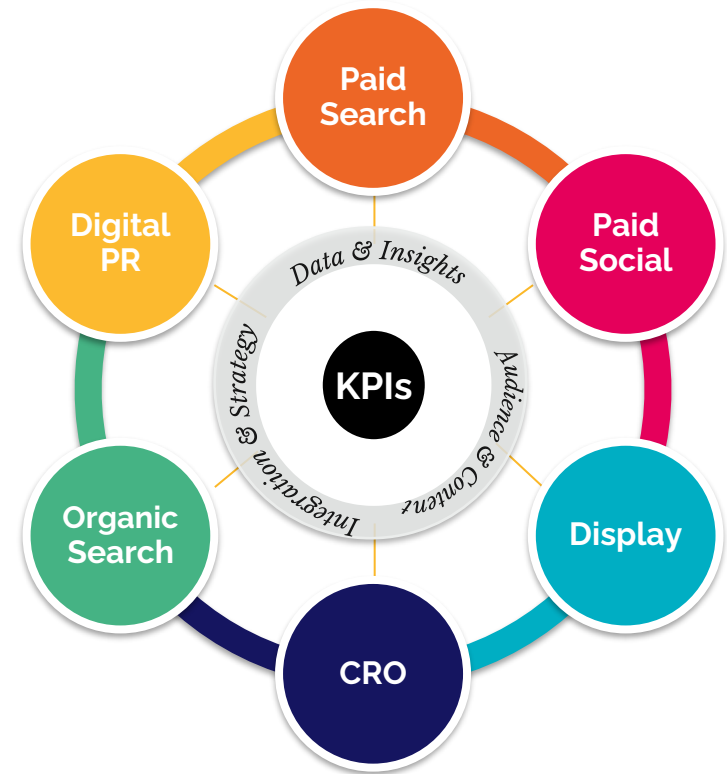 Paid
Search
Digital
PR
Paid
Social
Data & Insights
Integration & Strategy
Audience & Content
KPIs
Organic
Search
Display
CRO